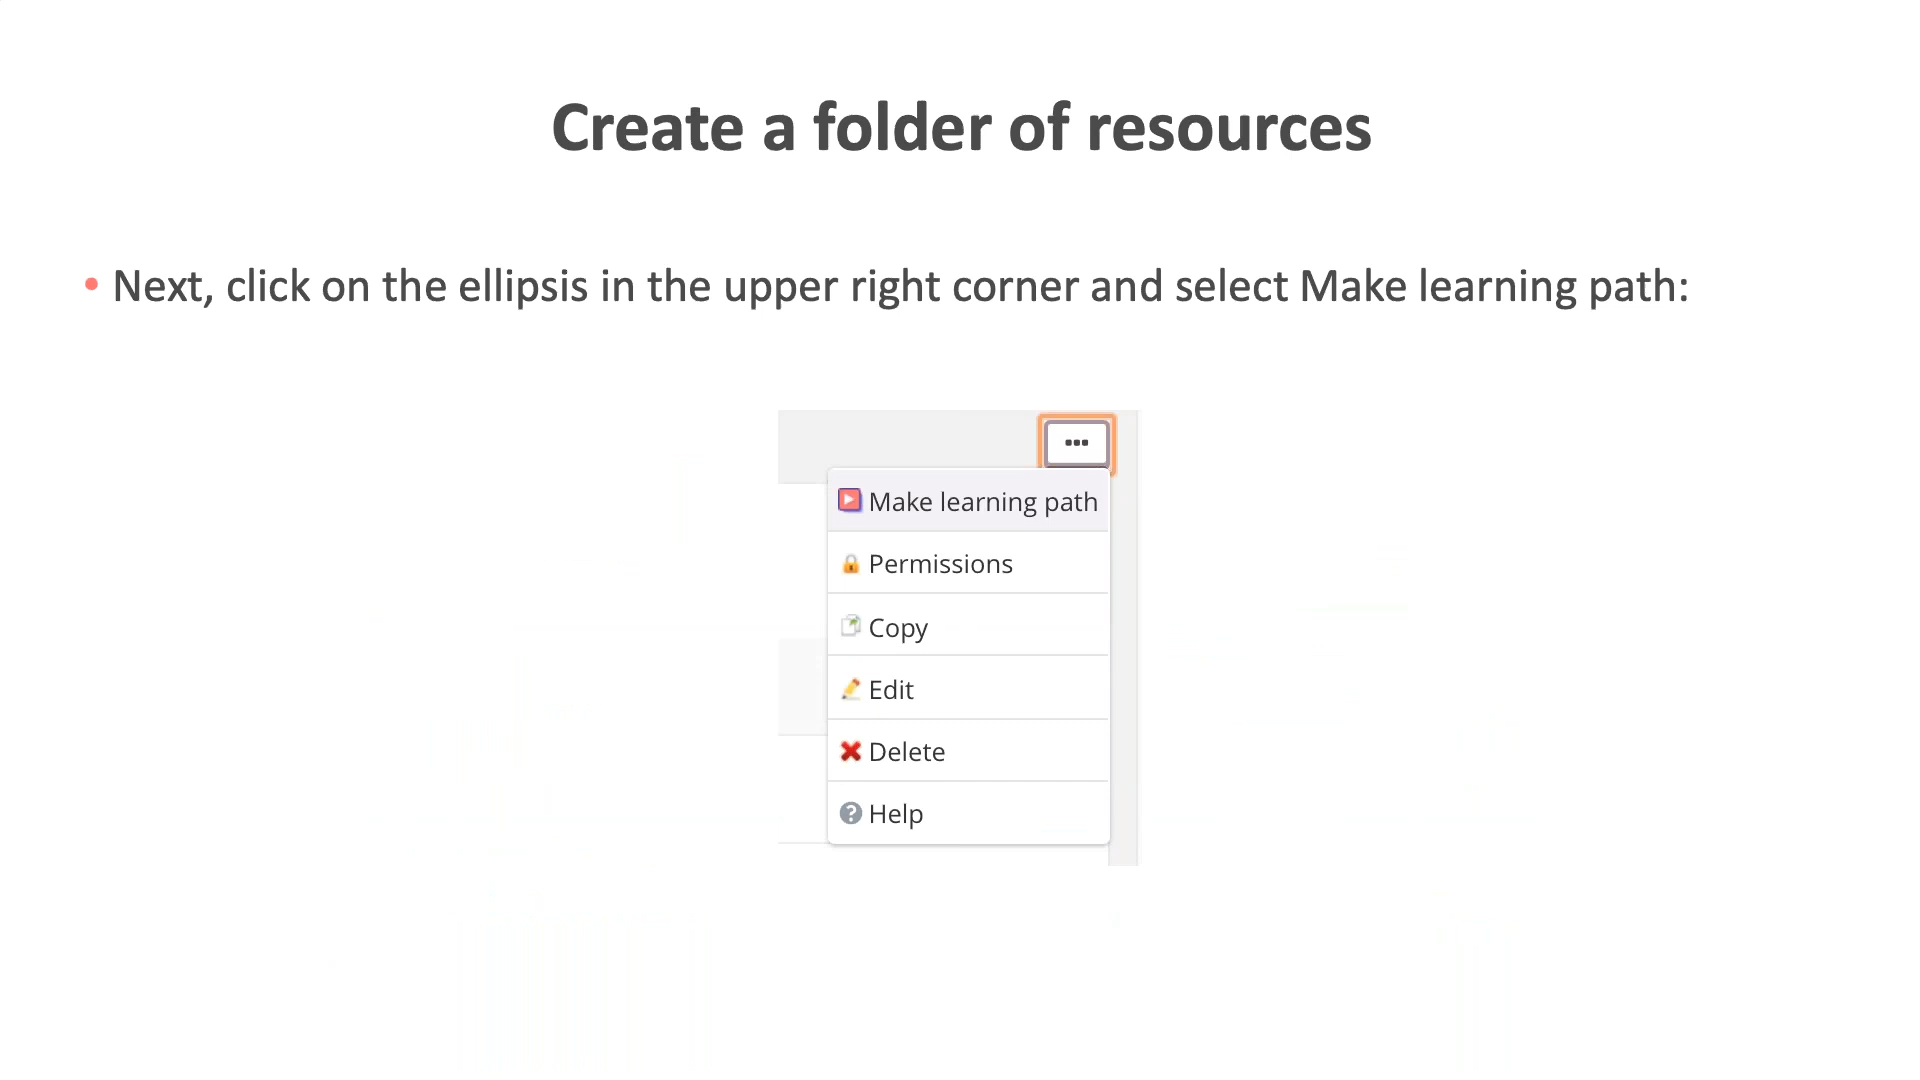 Create a folder of resources
• Next, click on the ellipsis in the upper right corner and select Make learning path:
Make learning path
Permissions
Copy
Edit
Delete
Help